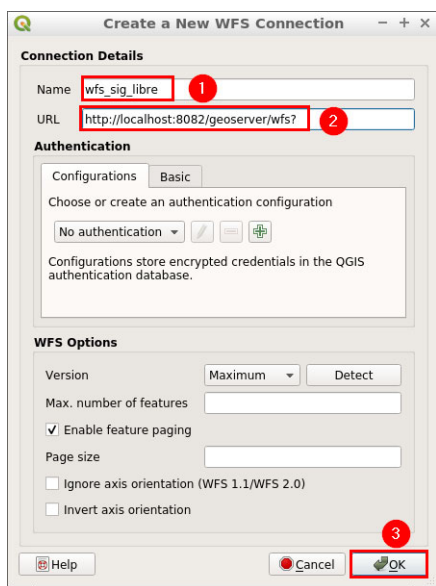 Create a New WFS Connection
Connection Details
Name wfs_sig_libre 1
URL http://localhost:8082/geoserver/wfs? 2
Authentication
Configurations Basic
Choose or create an authentication configuration
No authentication
Configurations store encrypted credentials in the QGIS
authentication database.
WFS Options
Version Maximum Detect
Max. number of features
Enable feature paging
Page size
Ignore axis orientation (WFS 1.1/WFS 2.0)
Invert axis orientation
3
Help Cancel OK